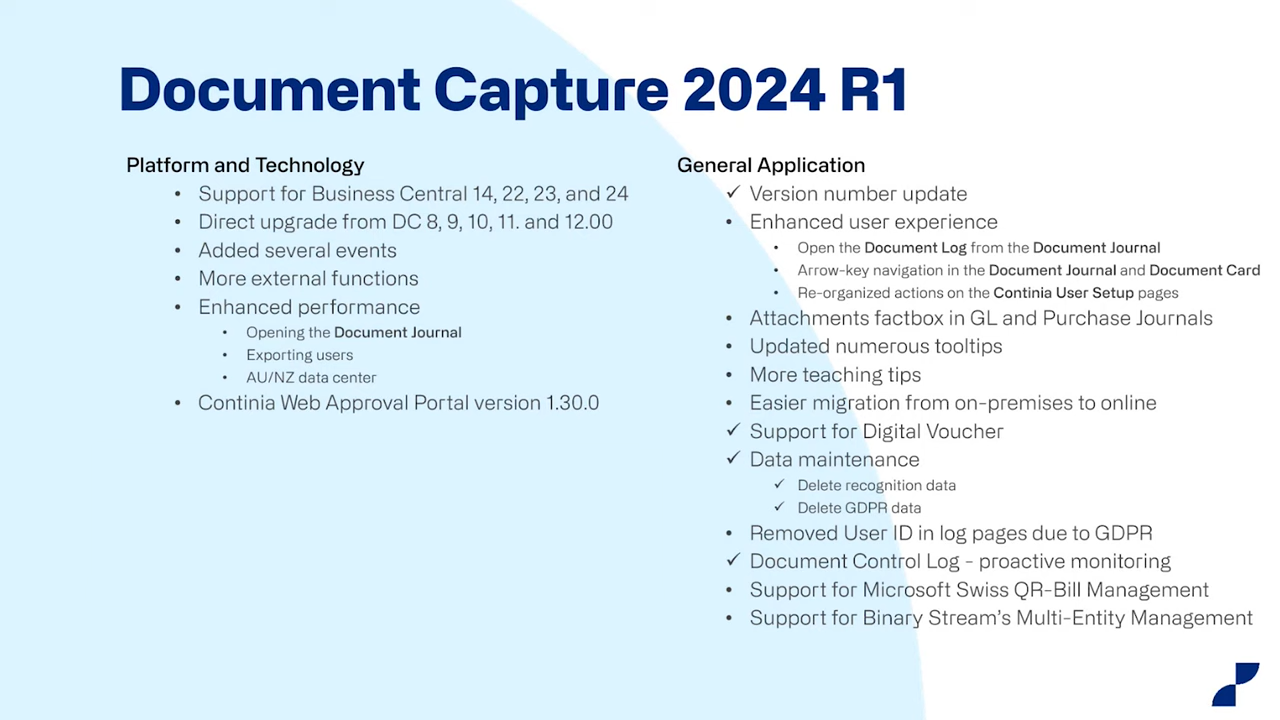 Document Capture 2024 R1
Platform and Technology
• Support for Business Central 14, 22, 23, and 24
• Direct upgrade from DC 8, 9, 10, 11. and 12.00
• Added several events
• More external functions
• Enhanced performance
• Opening the Document Journal
• Exporting users
• AU/NZ data center
• Continia Web Approval Portal version 1.30.0
General Application
✓ Version number update
• Enhanced user experience
• Open the Document Log from the Document Journal
• Arrow-key navigation in the Document Journal and Document Card
• Re-organized actions on the Continia User Setup pages
• Attachments factbox in GL and Purchase Journals
• Updated numerous tooltips
• More teaching tips
• Easier migration from on-premises to online
✓ Support for Digital Voucher
✓ Data maintenance
✓ Delete recognition data
✓ Delete GDPR data
• Removed User ID in log pages due to GDPR
✓ Document Control Log - proactive monitoring
• Support for Microsoft Swiss QR-Bill Management
• Support for Binary Stream's Multi-Entity Management